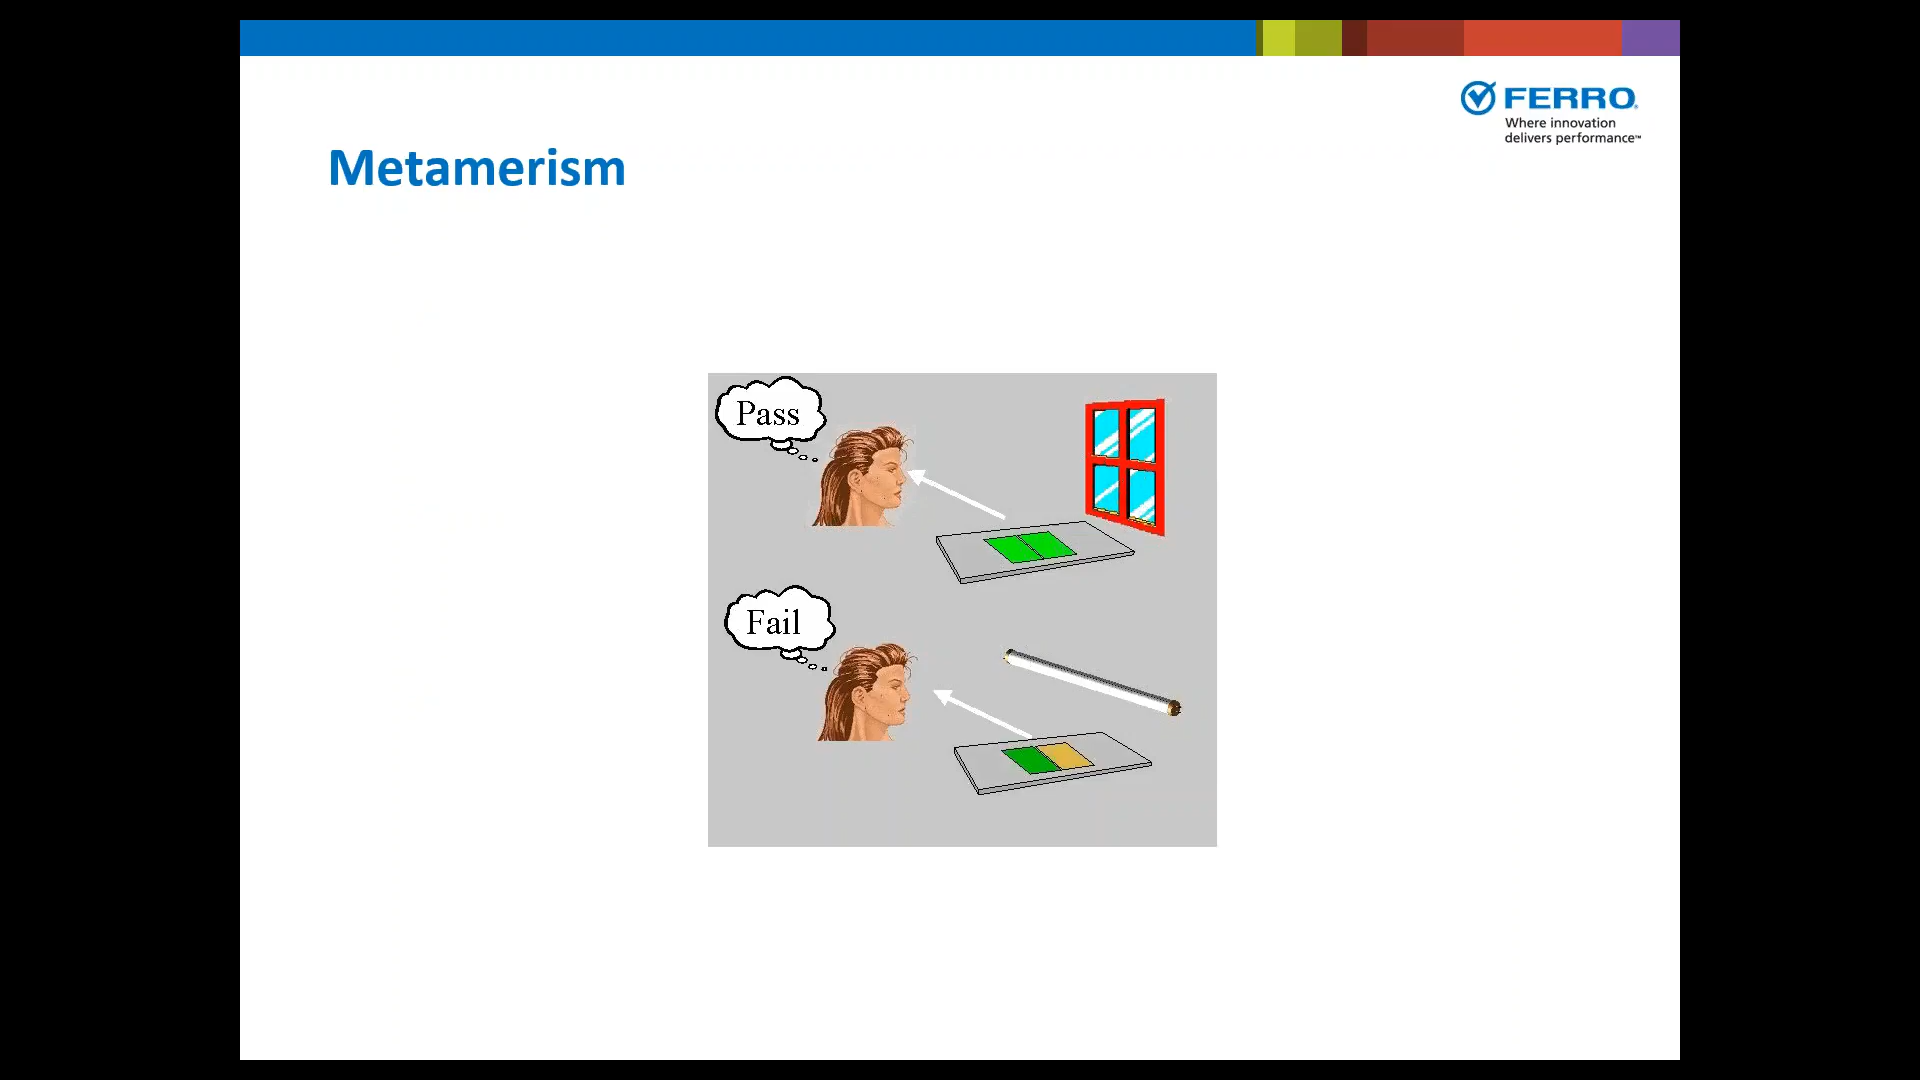 FERRO
Where innovation
delivers performance™
Metamerism
Pass
Fail